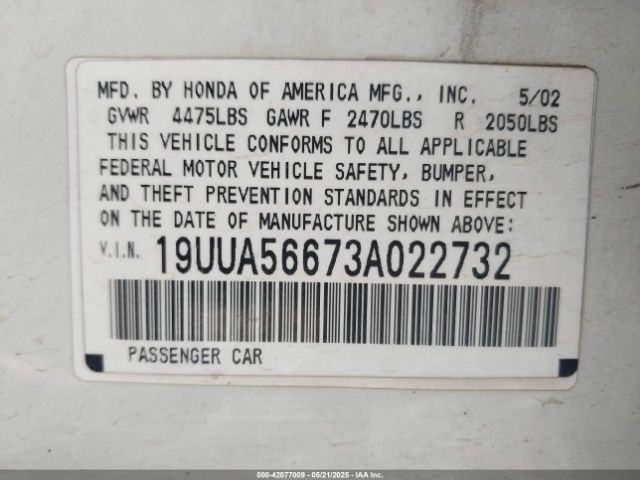 MFD. BY HONDA OF AMERICA MFG., INC. 5/02
GVWR 4475LBS GAWR F 2470LBS R 2050LBS
THIS VEHICLE CONFORMS TO ALL APPLICABLE
FEDERAL MOTOR VEHICLE SAFETY, BUMPER,
AND THEFT PREVENTION STANDARDS IN EFFECT
ON THE DATE OF MANUFACTURE SHOWN ABOVE:
V.I.N. 19UUA56673A022732
PASSENGER CAR
000-42077009 - 05/21/2025 - IAA Inc.